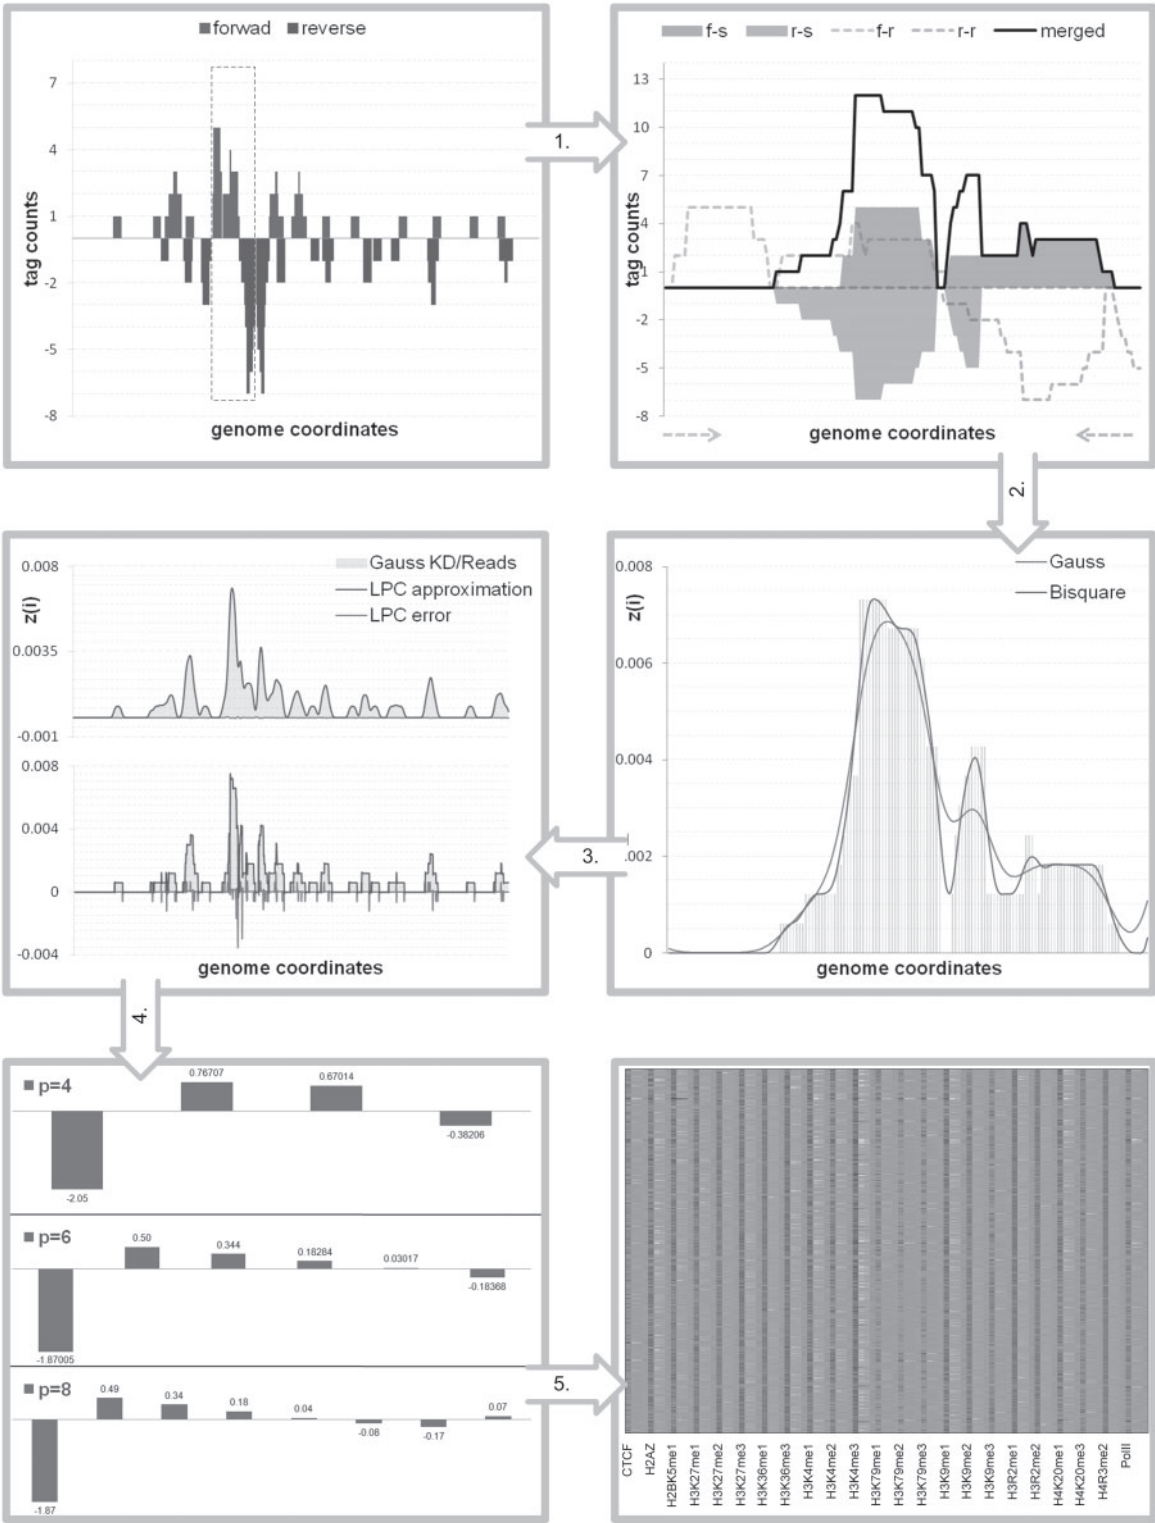 forwad reverse
7
4
1
-2
-5
-8
tag counts
genome coordinates
1.
f-s r-s f-r r-r merged
13
10
7
4
1
-2
-5
-8
tag counts
genome coordinates
2.
Gauss
Bisquare
0.008
0.006
0.004
.002
0
z(i)
genome coordinates
3.
Gauss KD/Reads
LPC approximation
LPC error
0.008
z(i)
0.0035
-0.001
0.008
0.004
0
-0.004
genome coordinates
4.
p=4
0.76707
0.67014
-0.38206
-2.05
p=6
0.50
0.344
0.18284
0.03017
-0.18368
-1.87005
p=8
0.49
0.34
0.18
0.04
-0.08
-0.17
0.07
-1.87
5.
CTCF
H2AZ
H2BK5me1
H3K27me1
H3K27me2
H3K27me3
H3K36me1
H3K36me3
H3K4me1
H3K4me2
H3K4me3
H3K79me1
H3K79me2
H3K79me3
H3K9me1
H3K9me2
H3K9me3
H3R2me1
H3R2me2
H4K20me1
H4K20me3
H4R3me2
PolII